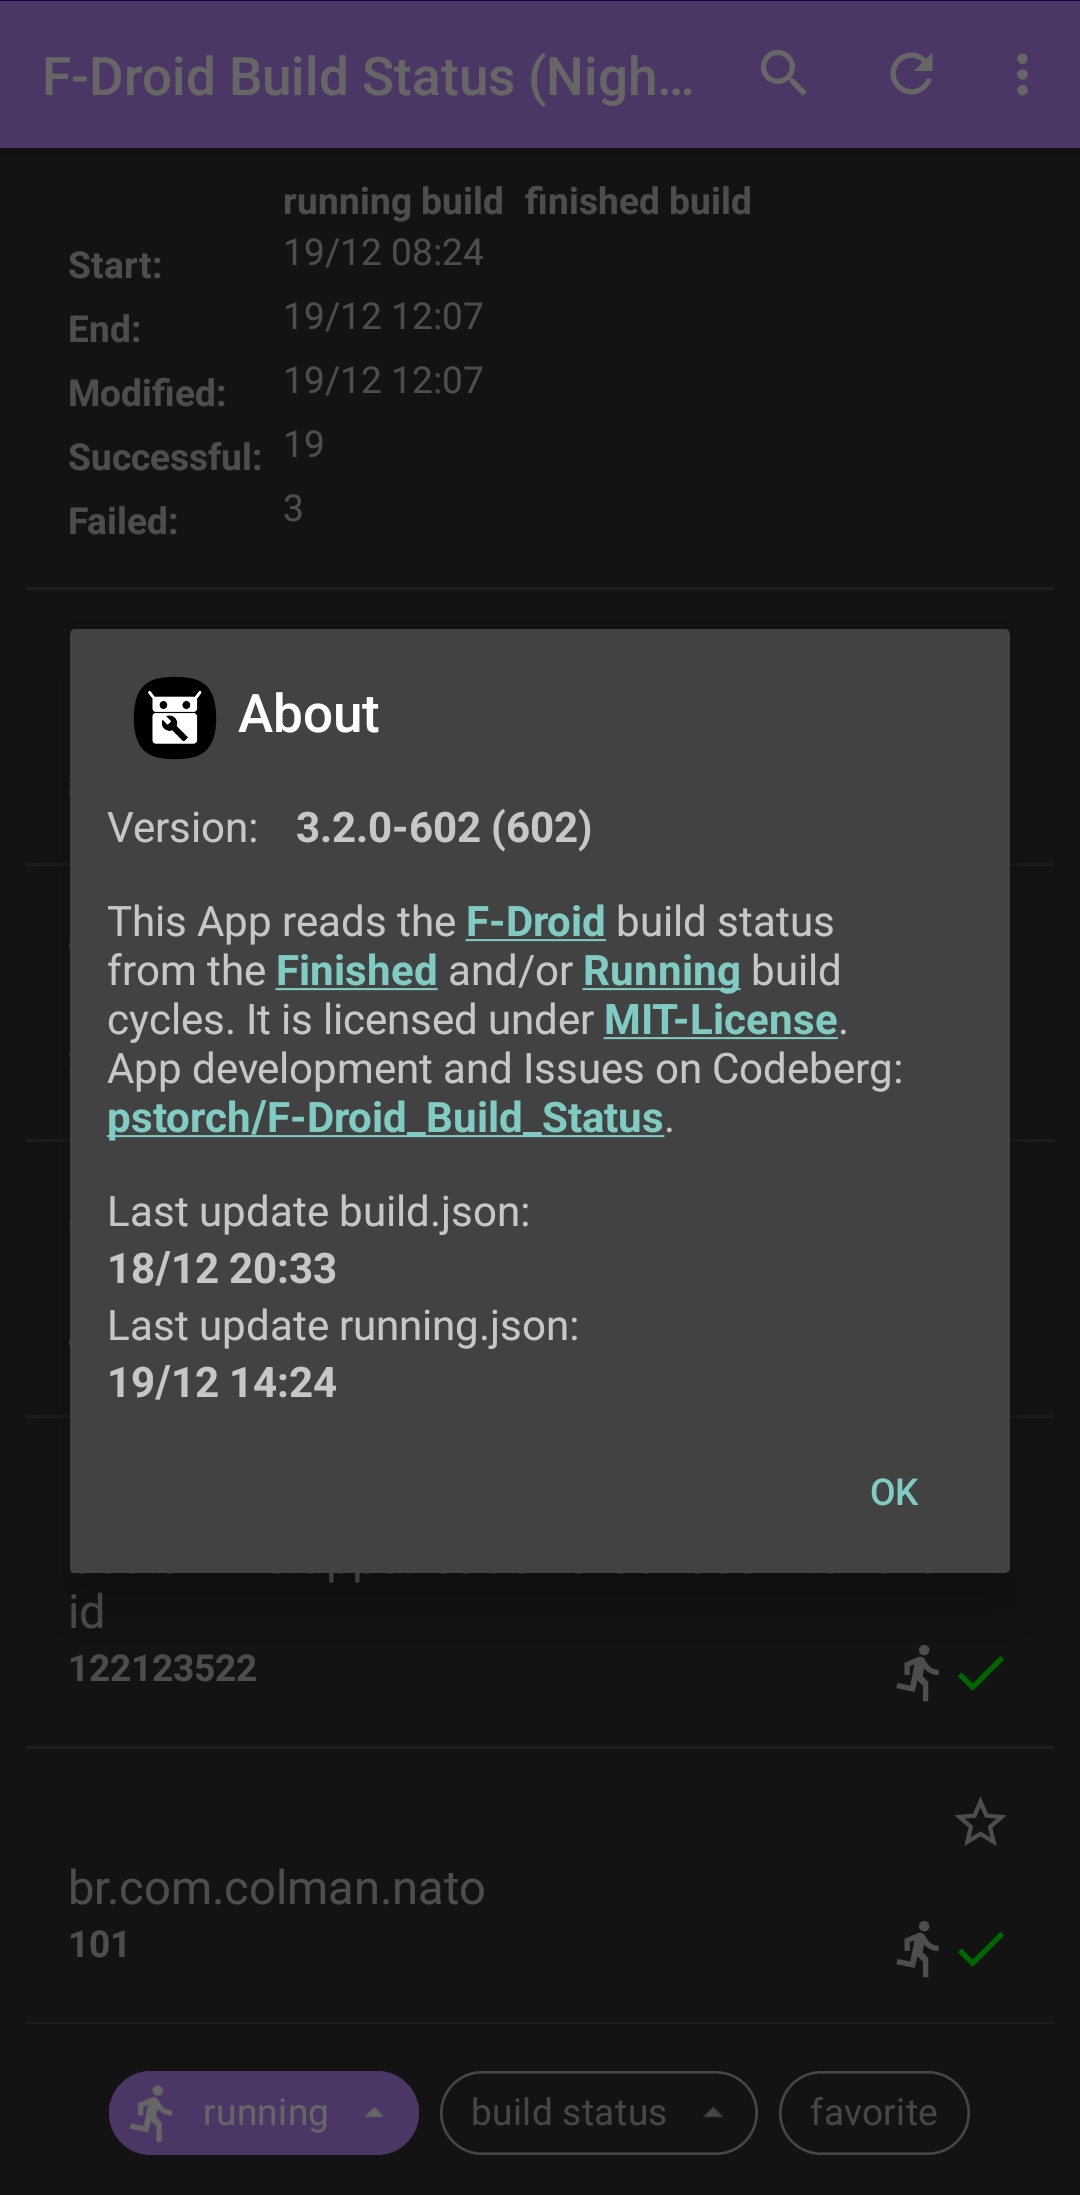 F-Droid Build Status (Nigh...
running build finished build
Start: 19/12 08:24
End: 19/12 12:07
Modified: 19/12 12:07
Successful: 19
Failed: 3
About
Version: 3.2.0-602 (602)
This App reads the F-Droid build status
from the Finished and/or Running build
cycles. It is licensed under MIT-License.
App development and Issues on Codeberg:
pstorch/F-Droid_Build_Status.
Last update build.json:
18/12 20:33
Last update running.json:
19/12 14:24
OK
id
122123522
br.com.colman.nato
101
running build status favorite